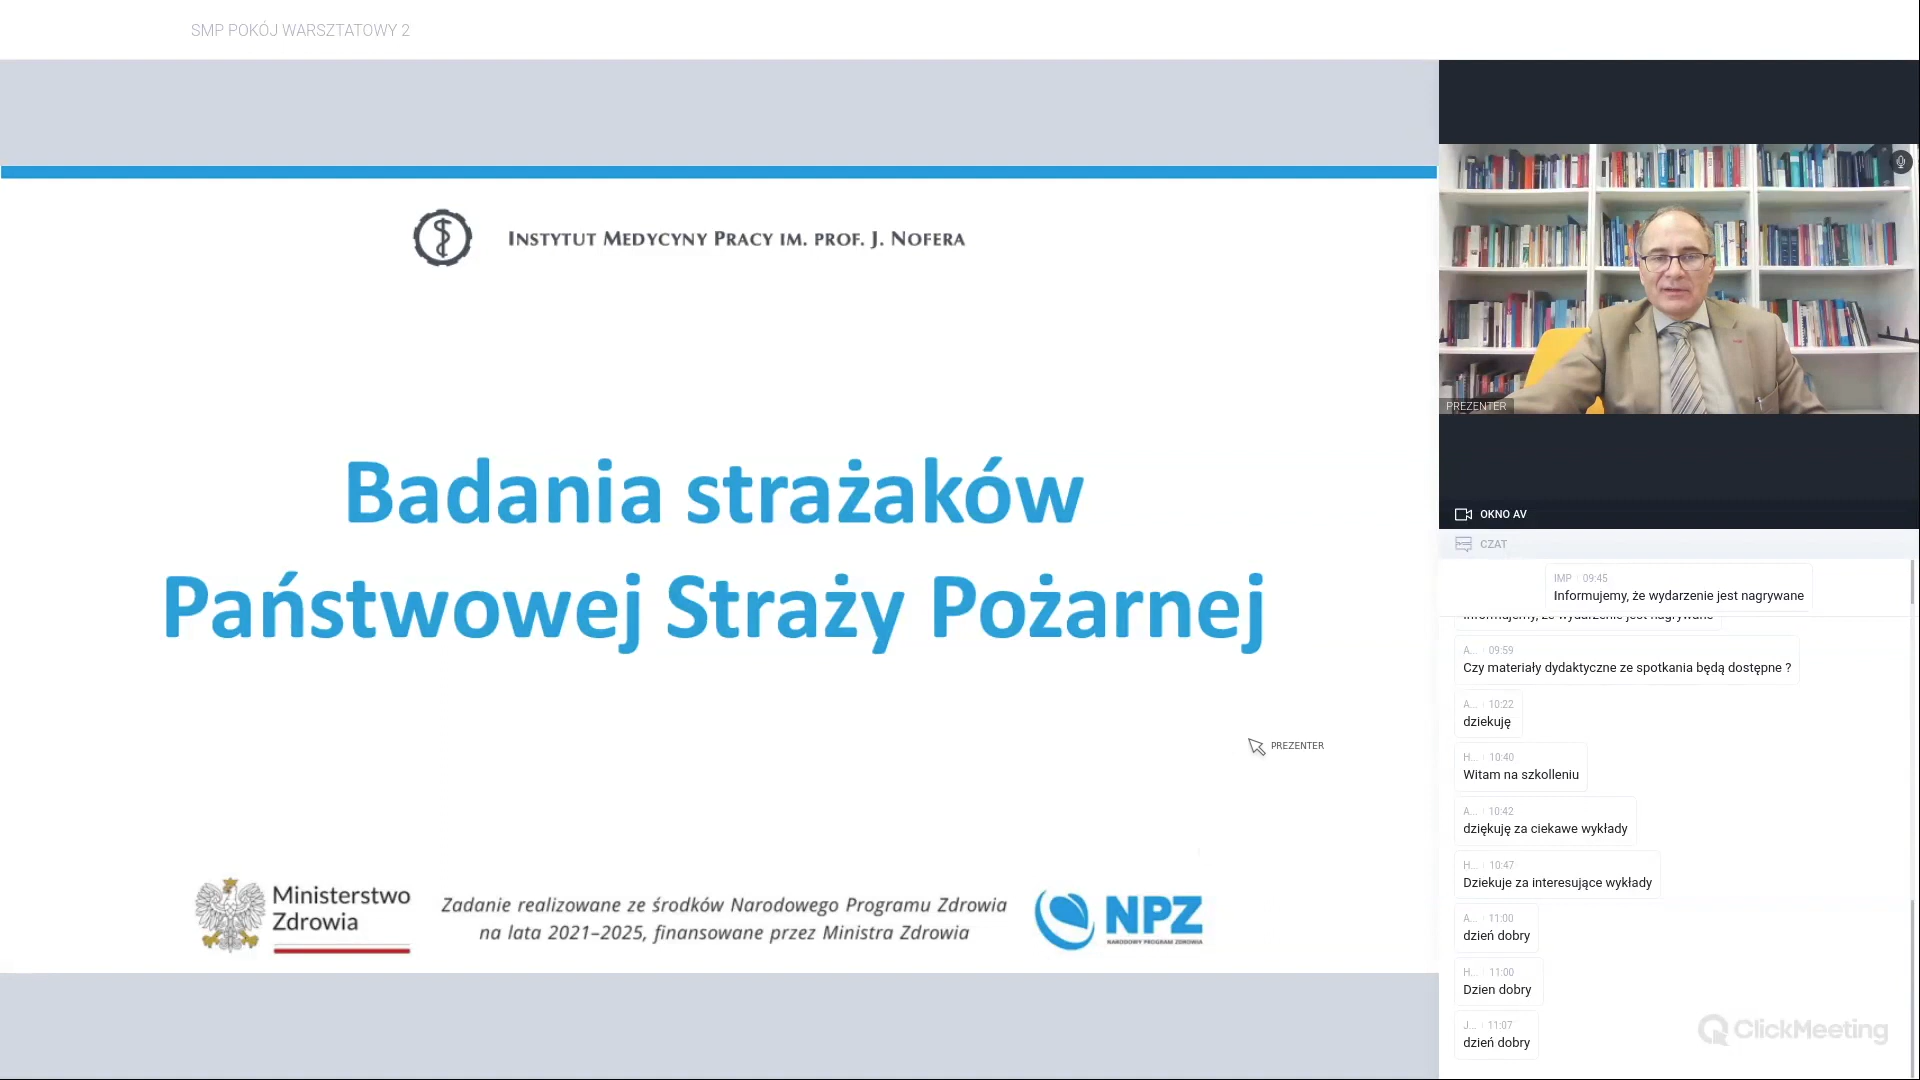 SMP POKÓJ WARSZTATOWY 2
INSTYTUT MEDYCYNY PRACY IM. PROF. J. NOFERA
Badania strażaków
Państwowej Straży Pożarnej
PREZENTER
Ministerstwo
Zdrowia
Zadanie realizowane ze środków Narodowego Programu Zdrowia
na lata 2021–2025, finansowane przez Ministra Zdrowia
NPZ
NARODOWY PROGRAM ZDROWIA
PREZENTER
OKNO AV
CZAT
IMP 09:45
Informujemy, że wydarzenie jest nagrywane
Informujemy, że wydarzenie jest nagrywane
A... 09:59
Czy materiały dydaktyczne ze spotkania będą dostępne ?
A... 10:22
dziekuję
H... 10:40
Witam na szkolleniu
A... 10:42
dziękuję za ciekawe wykłady
H... 10:47
Dziekuje za interesujące wykłady
A... 11:00
dzień dobry
H... 11:00
Dzien dobry
J... 11:07
dzień dobry
ClickMeeting